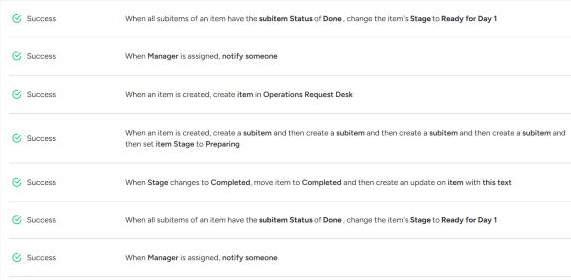 Success When all subitems of an item have the subitem Status of Done , change the item's Stage to Ready for Day 1
Success When Manager is assigned, notify someone
Success When an item is created, create item in Operations Request Desk
Success When an item is created, create a subitem and then create a subitem and then create a subitem and then create a subitem and
then set item Stage to Preparing
Success When Stage changes to Completed, move item to Completed and then create an update on item with this text
Success When all subitems of an item have the subitem Status of Done , change the item's Stage to Ready for Day 1
Success When Manager is assigned, notify someone